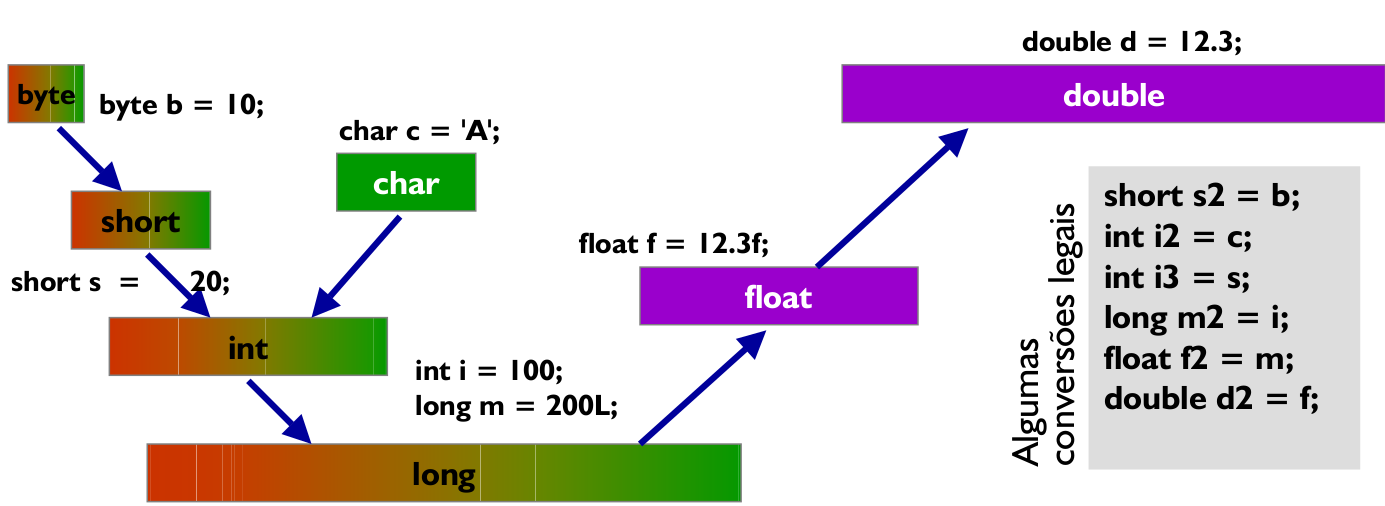 double d = 12.3;
byte
double
byte b = 10;
char c = 'A';
char
short
short s = 20;
float f = 12.3f;
float
int
int i = 100;
long m = 200L;
long
Algumas
conversões legais
short s2 = b;
int i2 = c;
int i3 = s;
long m2 = i;
float f2 = m;
double d2 = f;